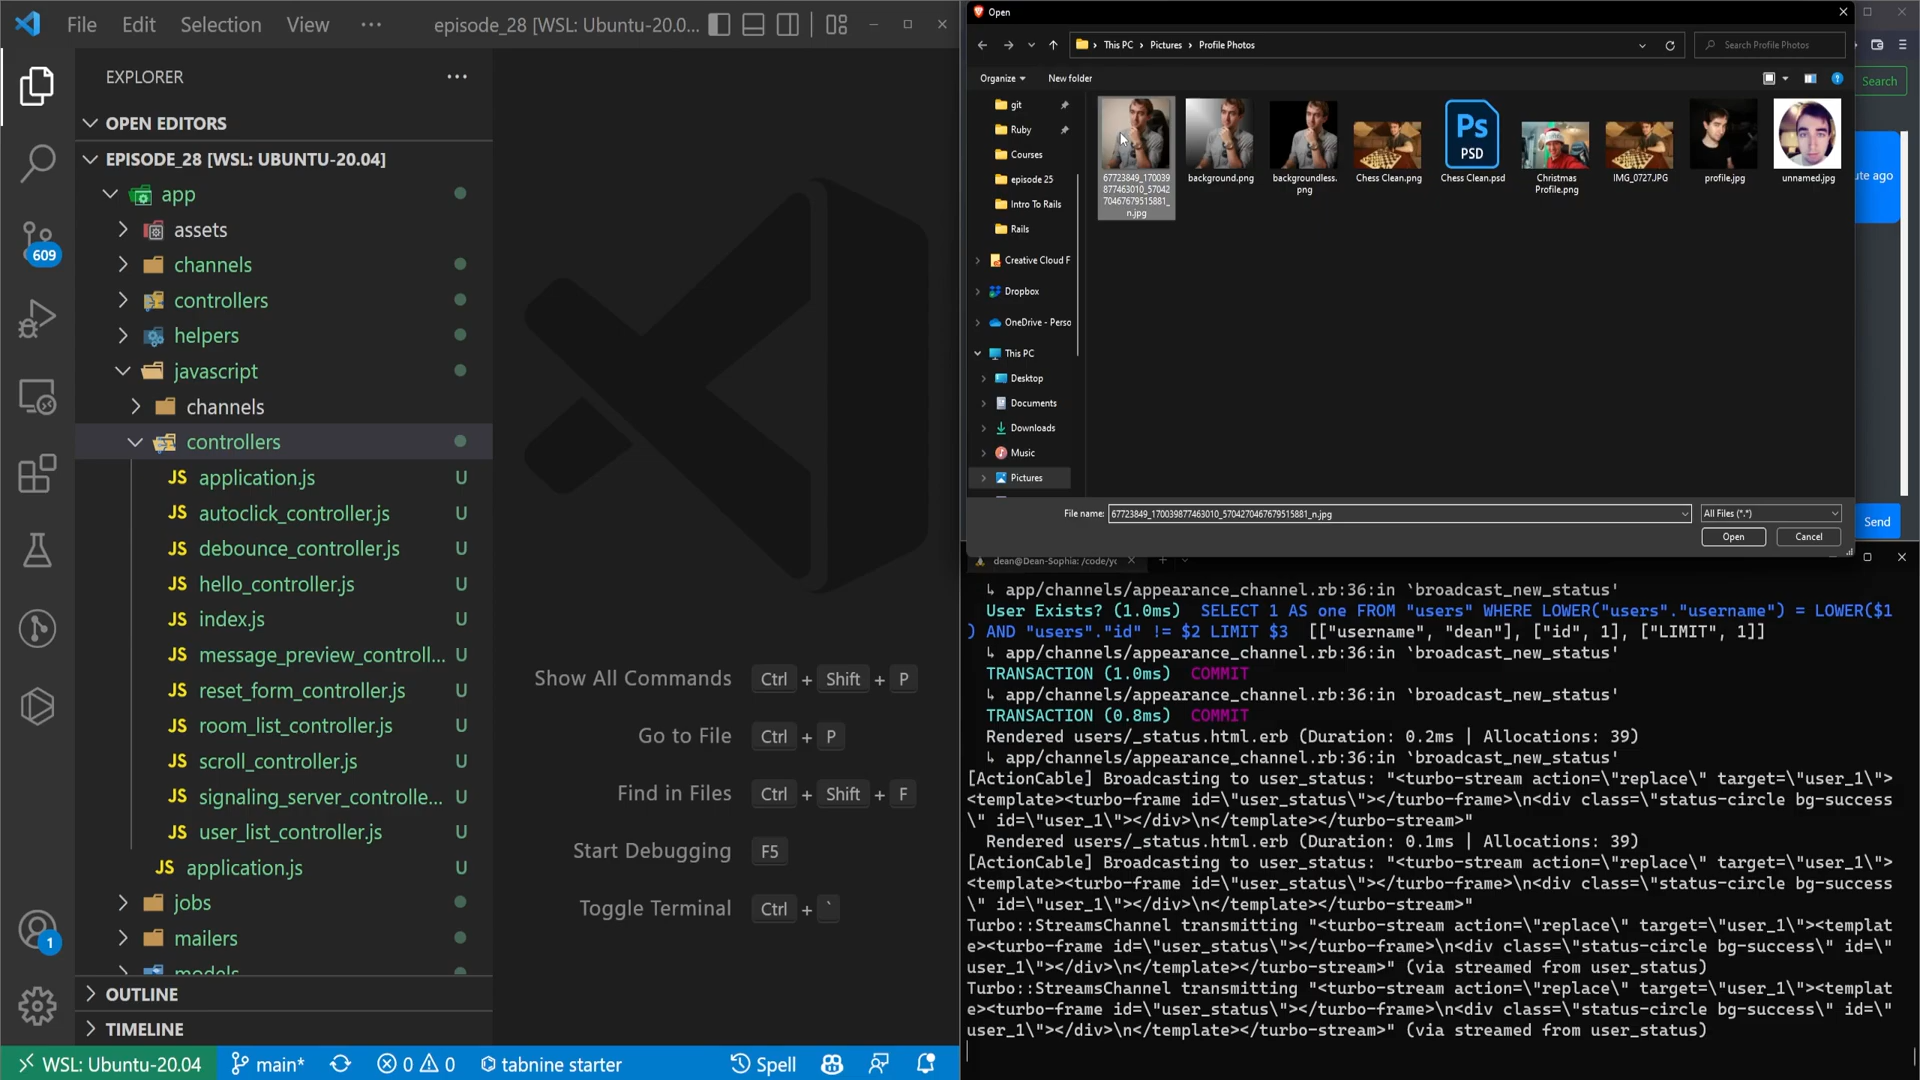 File
Edit
Selection
View
···
episode_28 [WSL: Ubuntu-20.0...
EXPLORER
OPEN EDITORS
EPISODE_28 [WSL: UBUNTU-20.04]
app
assets
channels
controllers
helpers
javascript
channels
controllers
JS application.js U
JS autoclick_controller.js U
JS debounce_controller.js U
JS hello_controller.js U
JS index.js U
JS message_preview_controll... U
JS reset_form_controller.js U
JS room_list_controller.js U
JS scroll_controller.js U
JS signaling_server_controlle... U
JS user_list_controller.js U
JS application.js U
jobs
mailers
models
OUTLINE
TIMELINE
609
1
Show All Commands Ctrl + Shift + P
Go to File Ctrl + P
Find in Files Ctrl + Shift + F
Start Debugging F5
Toggle Terminal Ctrl + `
WSL: Ubuntu-20.04
main*
0
0
tabnine starter
Spell
Open
This PC > Pictures > Profile Photos
Search Profile Photos
Organize
New folder
git
Ruby
Courses
episode 25
Intro To Rails
Rails
Creative Cloud F
Dropbox
OneDrive - Perso
This PC
Desktop
Documents
Downloads
Music
Pictures
67723849_170039
877463010_57042
70467679515881_
n.jpg
background.png
backgroundless.
png
Chess Clean.png
Ps
PSD
Chess Clean.psd
Christmas
Profile.png
IMG_0727.JPG
profile.jpg
unnamed.jpg
File name: 67723849_170039877463010_5704270467679515881_n.jpg
All Files (*.*)
Open
Cancel
Search
ute ago
Send
dean@Dean-Sophia: /code/yc
↳ app/channels/appearance_channel.rb:36:in `broadcast_new_status'
User Exists? (1.0ms) SELECT 1 AS one FROM "users" WHERE LOWER("users"."username") = LOWER($1
) AND "users"."id" != $2 LIMIT $3 [["username", "dean"], ["id", 1], ["LIMIT", 1]]
↳ app/channels/appearance_channel.rb:36:in `broadcast_new_status'
TRANSACTION (1.0ms) COMMIT
↳ app/channels/appearance_channel.rb:36:in `broadcast_new_status'
TRANSACTION (0.8ms) COMMIT
Rendered users/_status.html.erb (Duration: 0.2ms | Allocations: 39)
↳ app/channels/appearance_channel.rb:36:in `broadcast_new_status'
[ActionCable] Broadcasting to user_status: "<turbo-stream action=\"replace\" target=\"user_1\">
<template><turbo-frame id=\"user_status\"></turbo-frame>\n<div class=\"status-circle bg-success
\" id=\"user_1\"></div>\n</template></turbo-stream>"
Rendered users/_status.html.erb (Duration: 0.1ms | Allocations: 39)
[ActionCable] Broadcasting to user_status: "<turbo-stream action=\"replace\" target=\"user_1\">
<template><turbo-frame id=\"user_status\"></turbo-frame>\n<div class=\"status-circle bg-success
\" id=\"user_1\"></div>\n</template></turbo-stream>"
Turbo::StreamsChannel transmitting "<turbo-stream action=\"replace\" target=\"user_1\"><templat
e><turbo-frame id=\"user_status\"></turbo-frame>\n<div class=\"status-circle bg-success\" id=\"
user_1\"></div>\n</template></turbo-stream>" (via streamed from user_status)
Turbo::StreamsChannel transmitting "<turbo-stream action=\"replace\" target=\"user_1\"><templat
e><turbo-frame id=\"user_status\"></turbo-frame>\n<div class=\"status-circle bg-success\" id=\"
user_1\"></div>\n</template></turbo-stream>" (via streamed from user_status)